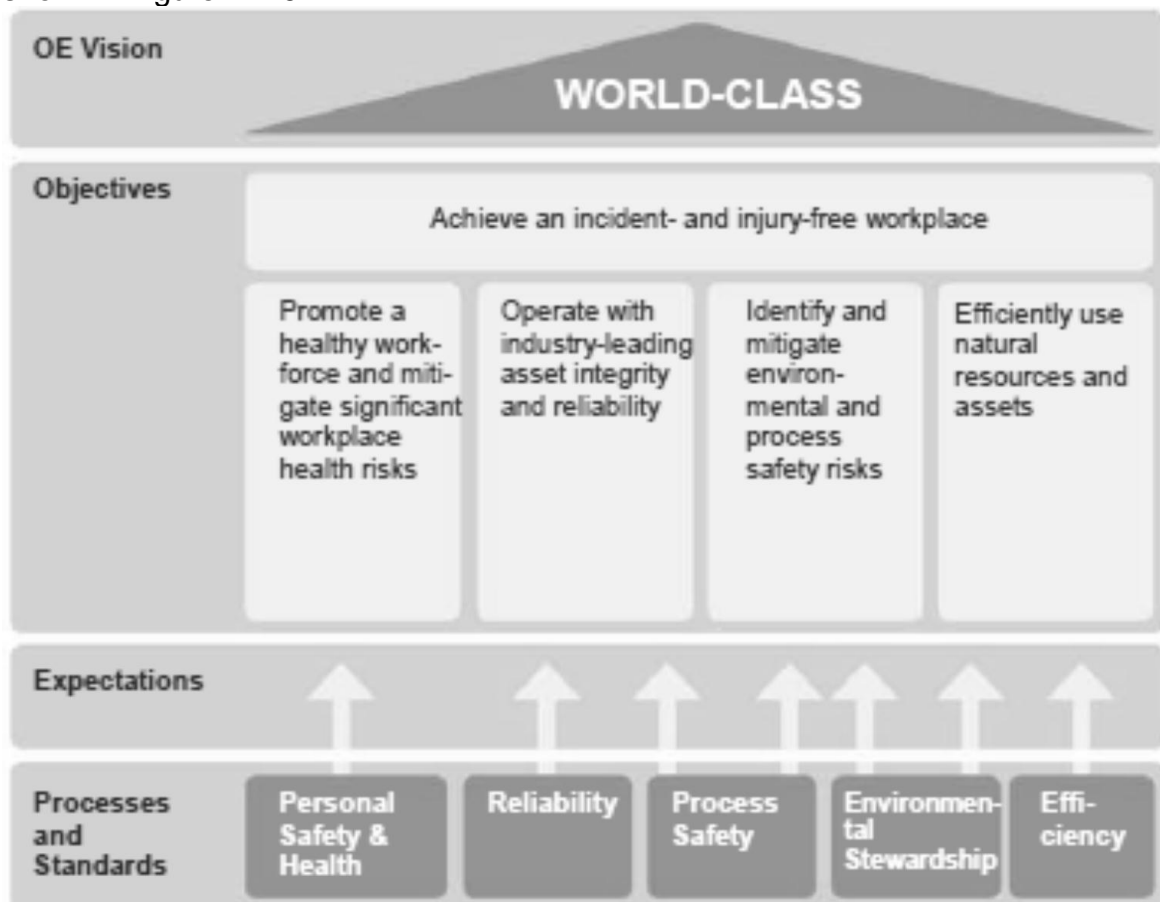 OE Vision
WORLD-CLASS
Objectives
Achieve an incident- and injury-free workplace
Promote a
healthy work-
force and miti-
gate significant
workplace
health risks
Operate with
industry-leading
asset integrity
and reliability
Identify and
mitigate
environ-
mental and
process
safety risks
Efficiently use
natural
resources and
assets
Expectations
Processes
and
Standards
Personal
Safety &
Health
Reliability
Process
Safety
Environmen-
tal
Stewardship
Effi-
ciency